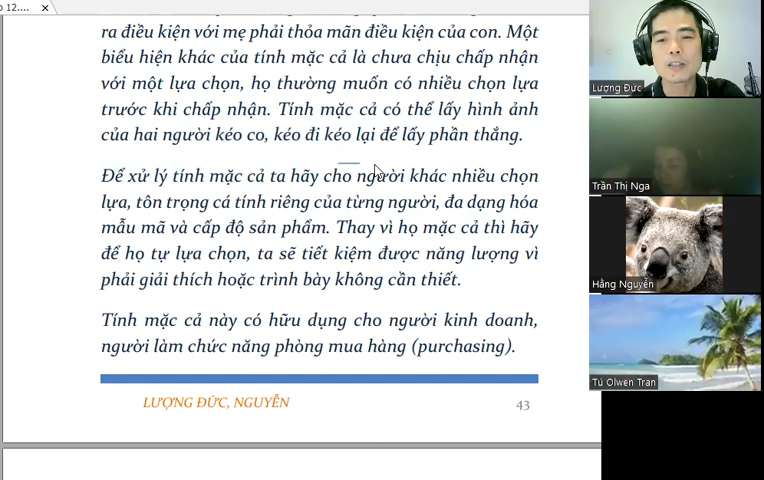 o 12.... ×
ra điều kiện với mẹ phải thỏa mãn điều kiện của con. Một
biểu hiện khác của tính mặc cả là chưa chịu chấp nhận
với một lựa chọn, họ thường muốn có nhiều chọn lựa
trước khi chấp nhận. Tính mặc cả có thể lấy hình ảnh
của hai người kéo co, kéo đi kéo lại để lấy phần thắng.
Để xử lý tính mặc cả ta hãy cho người khác nhiều chọn
lựa, tôn trọng cá tính riêng của từng người, đa dạng hóa
mẫu mã và cấp độ sản phẩm. Thay vì họ mặc cả thì hãy
để họ tự lựa chọn, ta sẽ tiết kiệm được năng lượng vì
phải giải thích hoặc trình bày không cần thiết.
Tính mặc cả này có hữu dụng cho người kinh doanh,
người làm chức năng phòng mua hàng (purchasing).
LƯỢNG ĐỨC, NGUYỄN 43
Lượng Đức
Trần Thị Nga
Hằng Nguyễn
Tú Olwen Tran